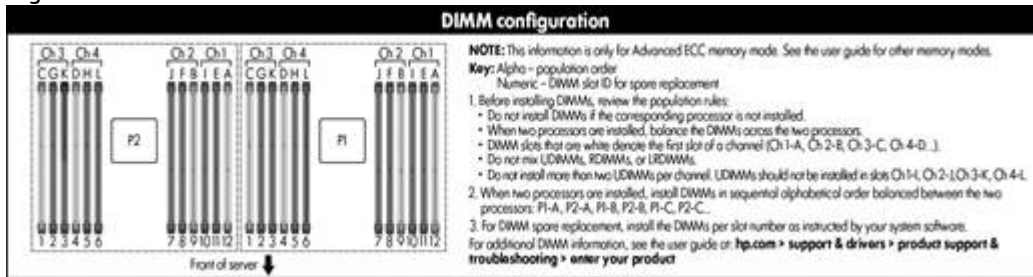 DIMM configuration
Ch 3 Ch 4 Ch 2 Ch 1 Ch 3 Ch 4 Ch 2 Ch 1
C G K D H L J F B I E A C G K D H L J F B I E A
P2 P1
1 2 3 4 5 6 7 8 9 10 11 12 1 2 3 4 5 6 7 8 9 10 11 12
Front of server
NOTE: This information is only for Advanced ECC memory mode. See the user guide for other memory modes.
Key: Alpha – population order
Numeric – DIMM slot ID for spare replacement
1. Before installing DIMMs, review the population rules:
• Do not install DIMMs if the corresponding processor is not installed.
• When two processors are installed, balance the DIMMs across the two processors.
• DIMM slots that are white denote the first slot of a channel (Ch 1-A, Ch 2-B, Ch 3-C, Ch 4-D...).
• Do not mix UDIMMs, RDIMMs, or LRDIMMs.
• Do not install more than two UDIMMs per channel. UDIMMs should not be installed in slots Ch 1-I, Ch 2-J, Ch 3-K, Ch 4-L.
2. When two processors are installed, install DIMMs in sequential alphabetical order balanced between the two
processors: P1-A, P2-A, P1-B, P2-B, P1-C, P2-C...
3. For DIMM spare replacement, install the DIMMs per slot number as instructed by your system software.
For additional DIMM information, see the user guide at: hp.com > support & drivers > product support &
troubleshooting > enter your product